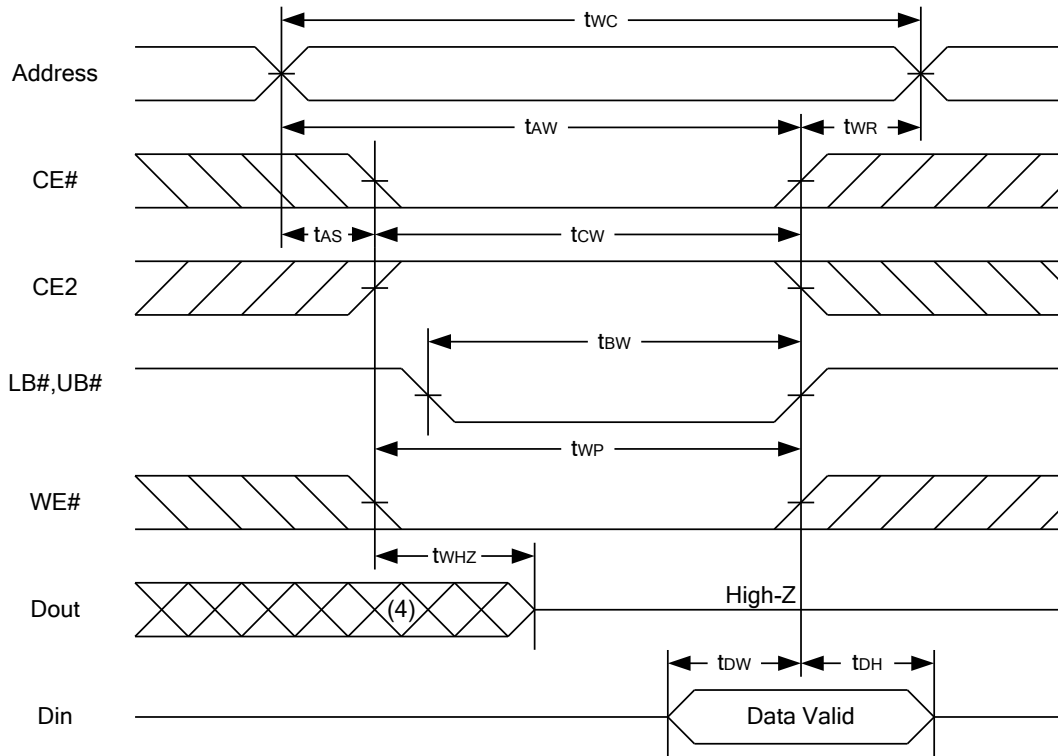 tWC
Address
tAW
tWR
CE#
tAS
tCW
CE2
tBW
LB#,UB#
tWP
WE#
tWHZ
Dout
(4)
High-Z
tDW
tDH
Din
Data Valid